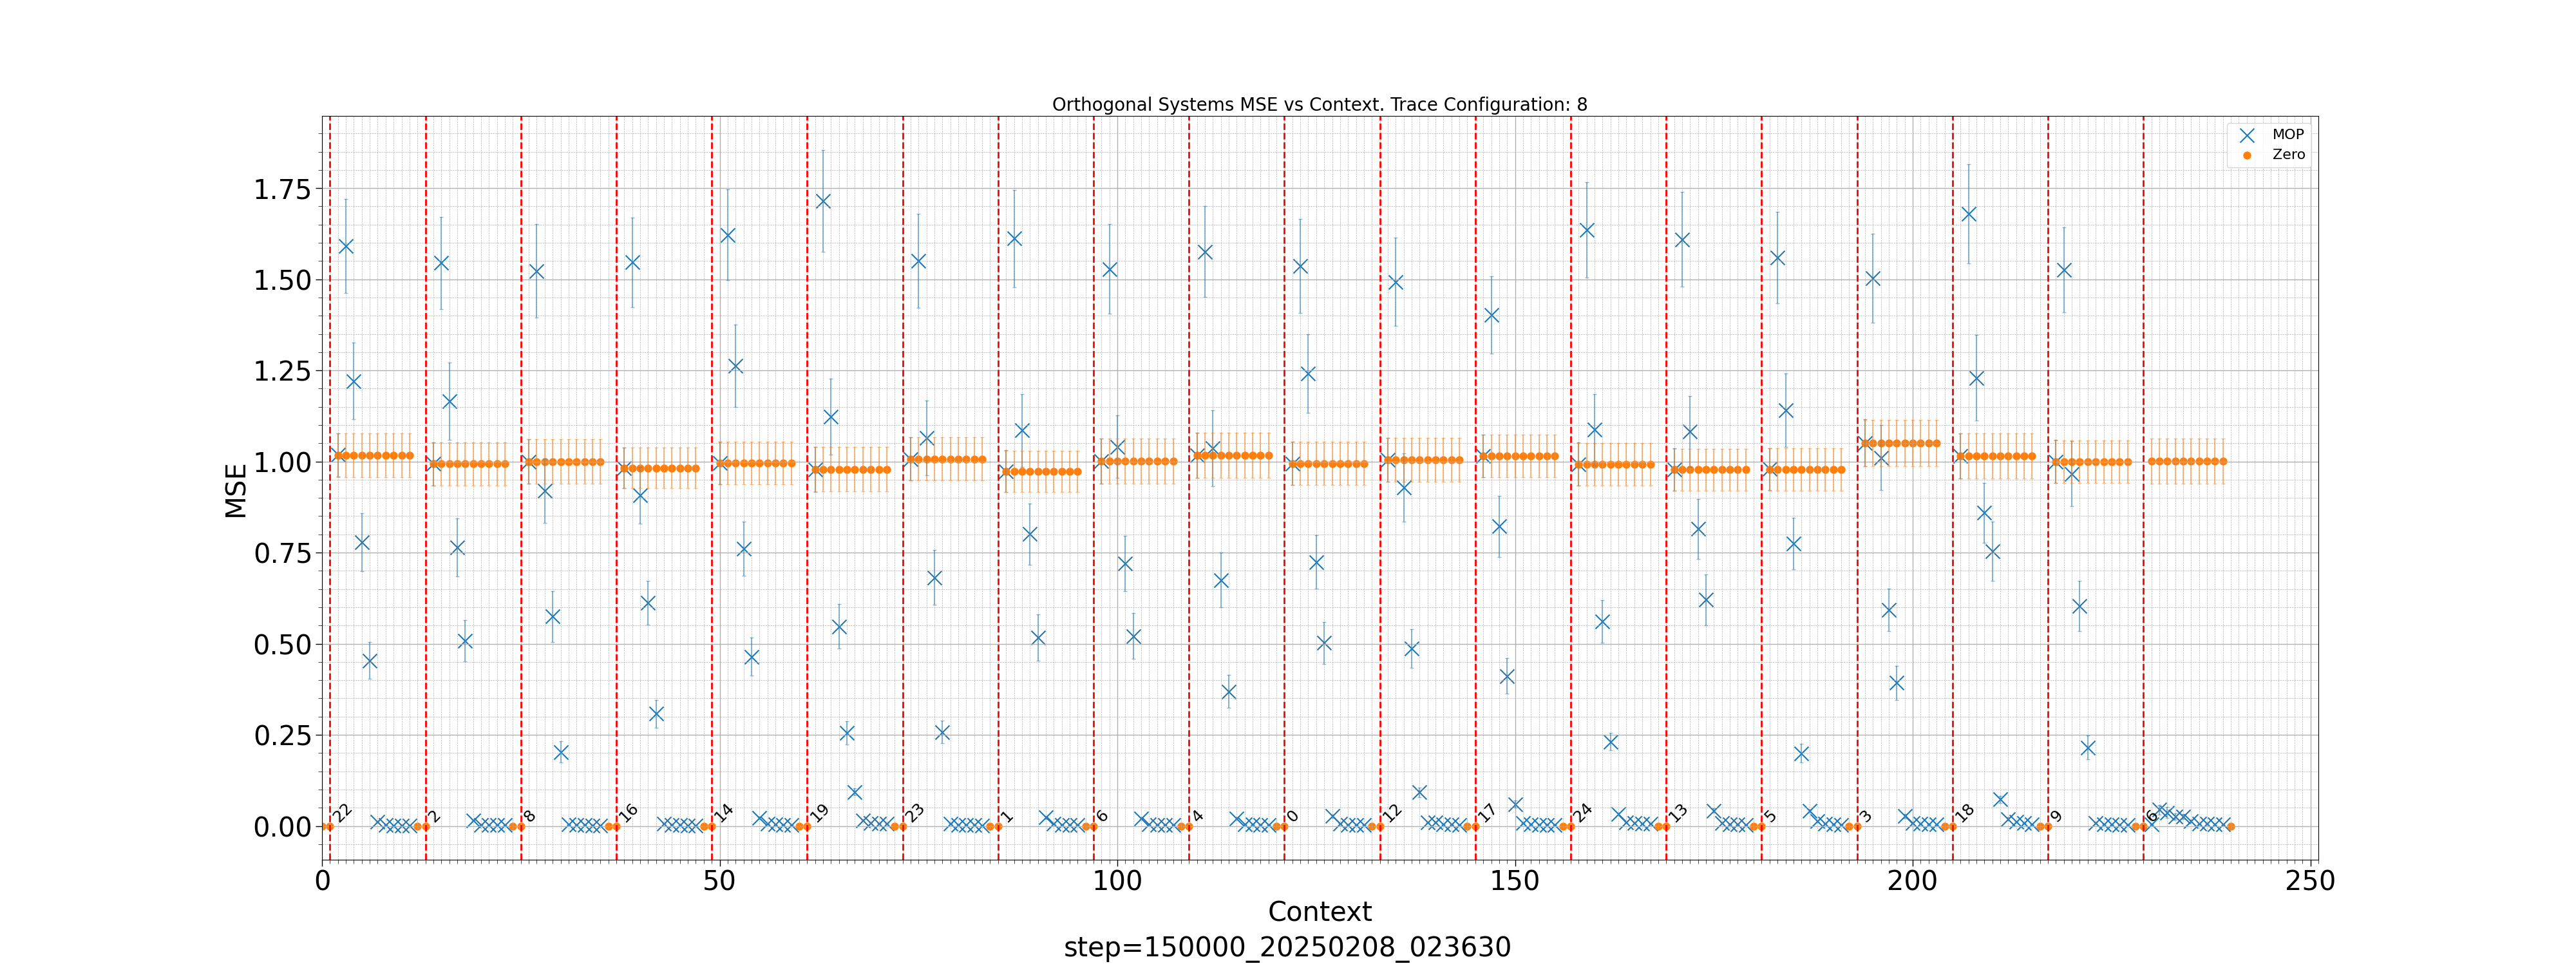 Orthogonal Systems MSE vs Context. Trace Configuration: 8
MOP
Zero
MSE
1.75
1.50
1.25
1.00
0.75
0.50
0.25
0.00
22 2 8 16 14 19 23 1 6 4 0 12 17 24 13 5 3 18 9 6
0 50 100 150 200 250
Context
step=150000_20250208_023630